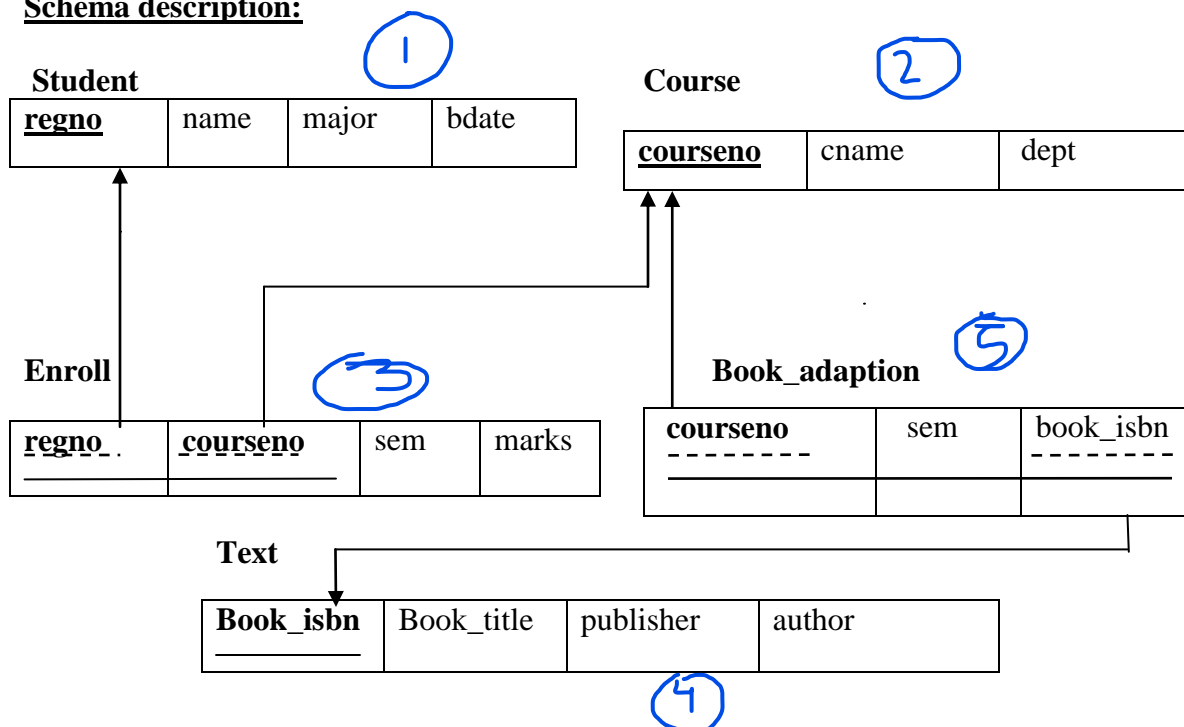 Schema description:
1
2
Student
Course
regno name major bdate
courseno cname dept
Enroll
3
Book_adaption
5
regno courseno sem marks
courseno sem book_isbn
Text
Book_isbn Book_title publisher author
4